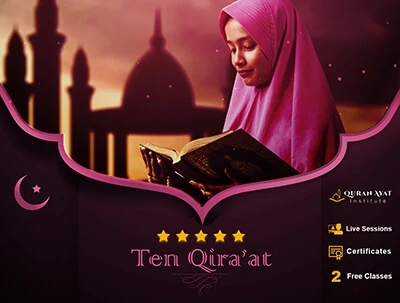 QURAN AYAT
Institute
Live Sessions
Certificates
2 Free Classes
Ten Qira'at